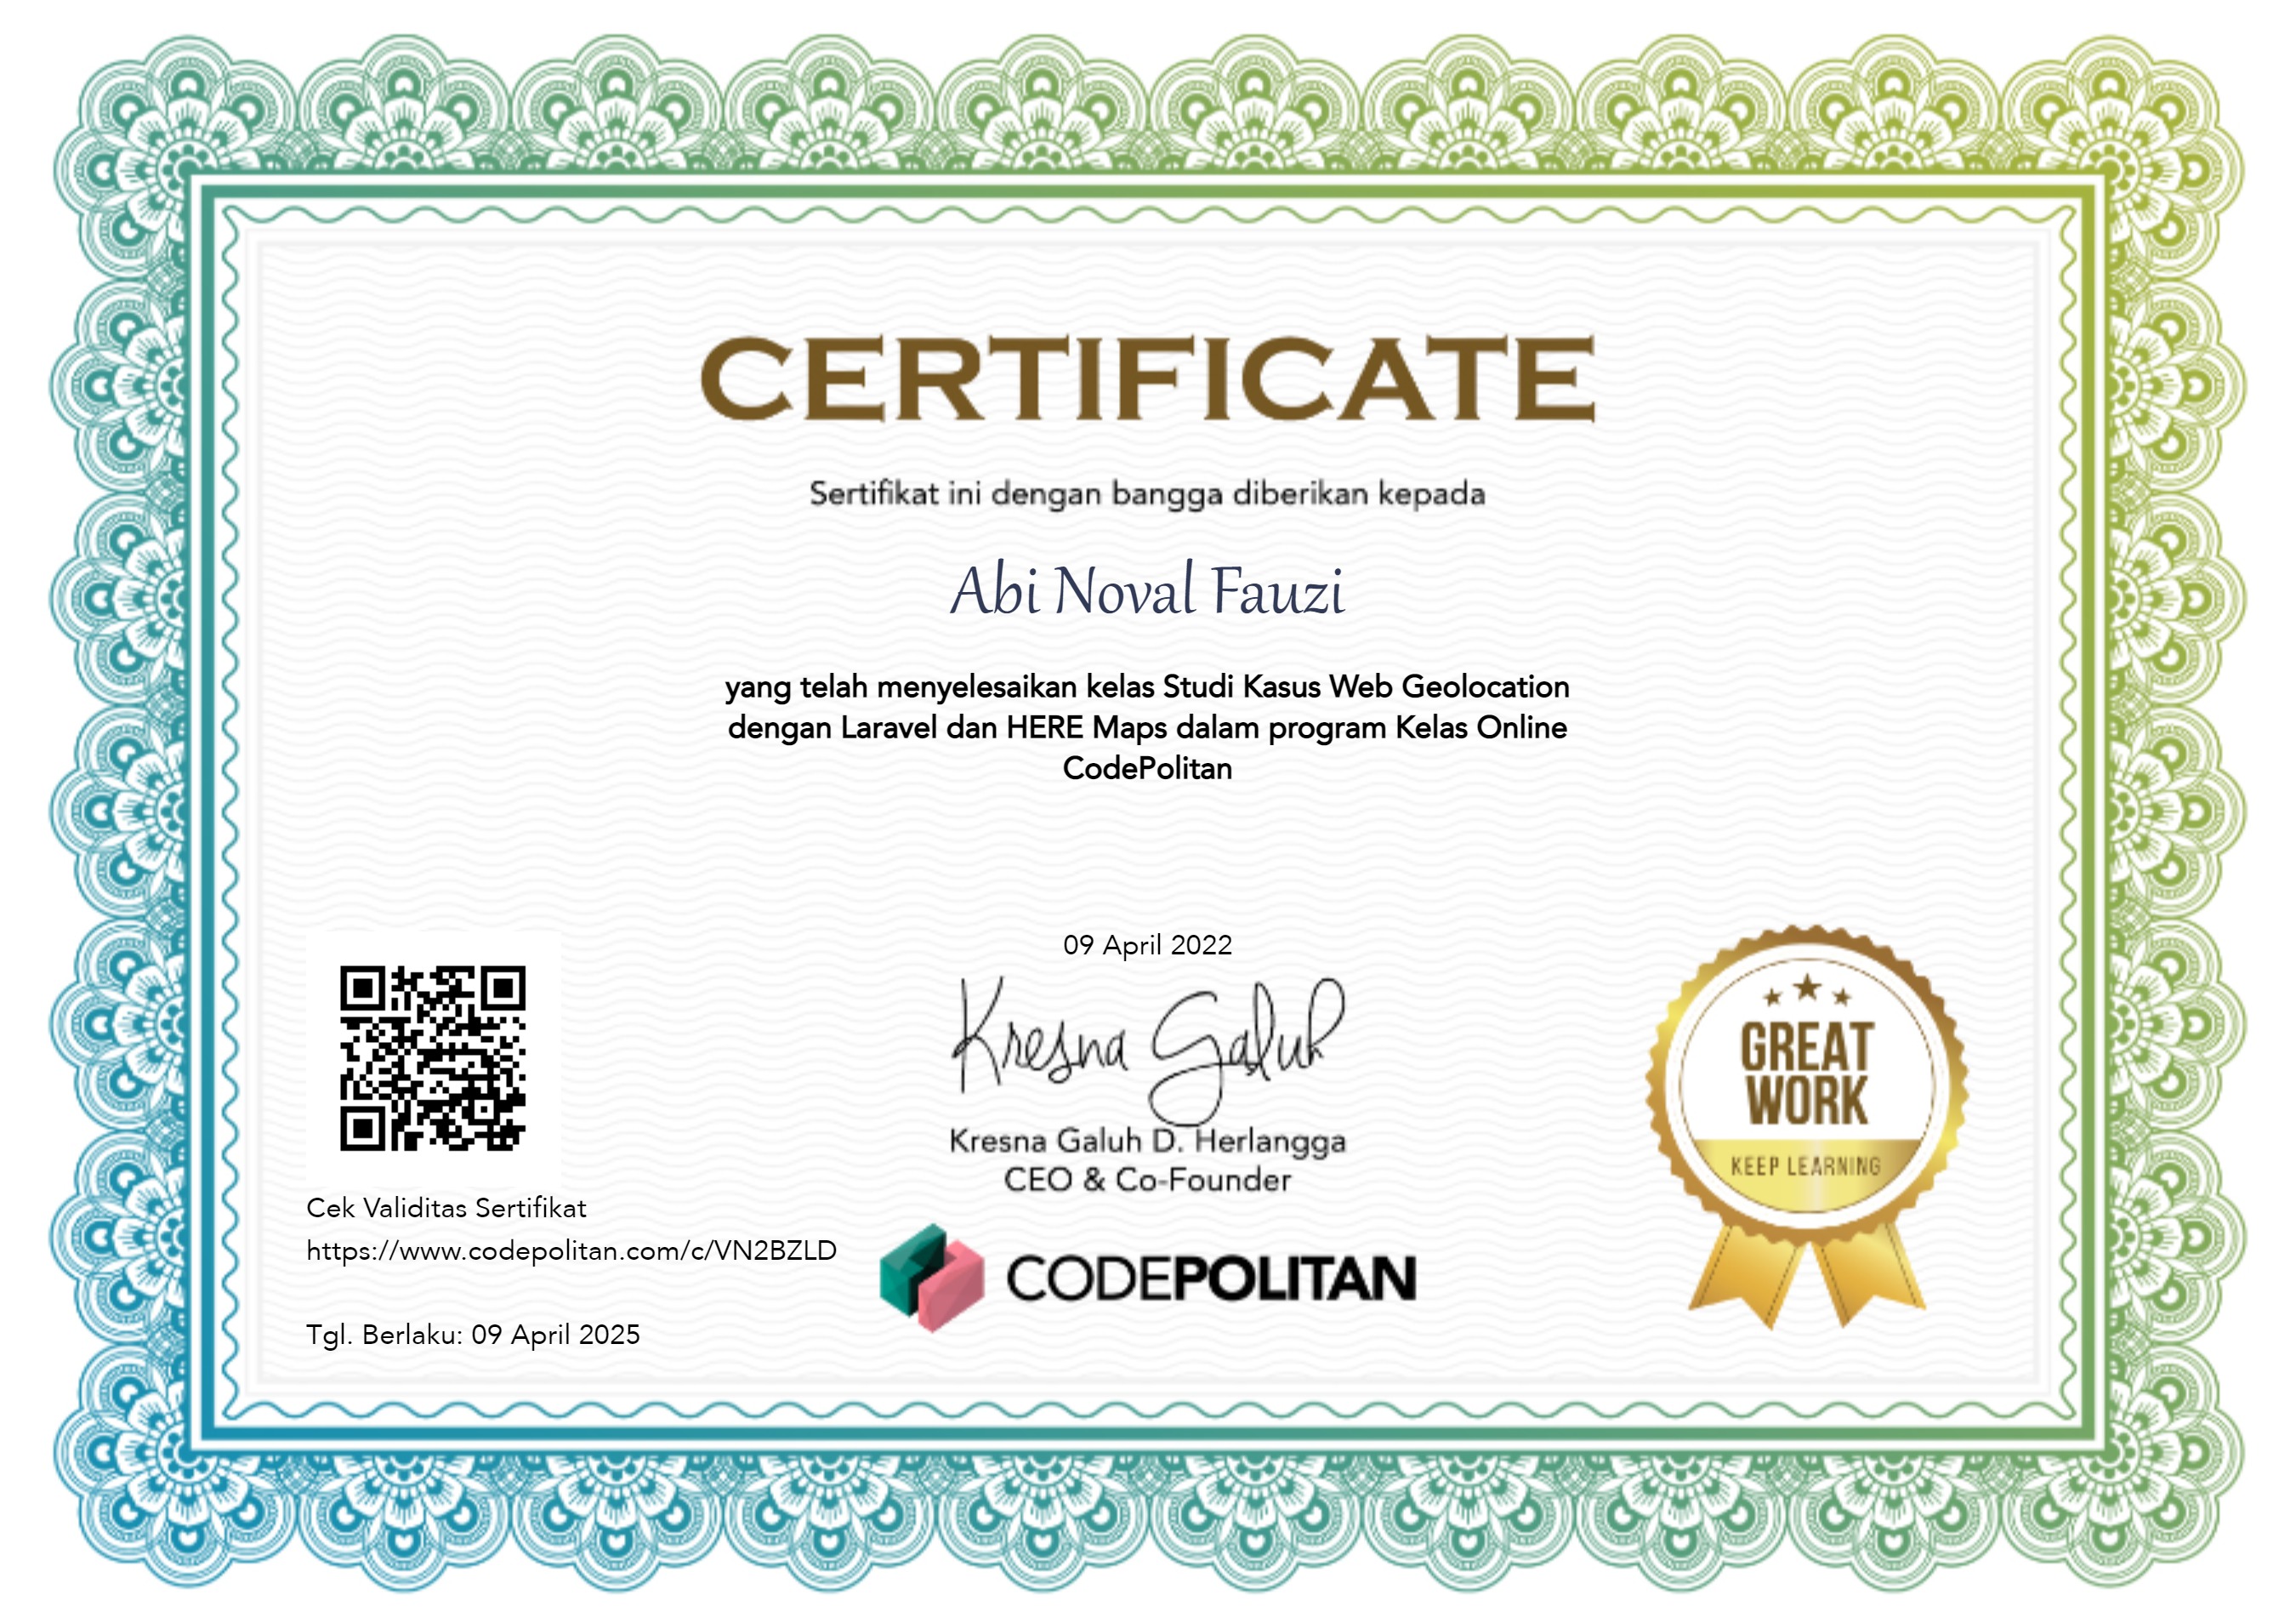 CERTIFICATE
Sertifikat ini dengan bangga diberikan kepada
Abi Noval Fauzi
yang telah menyelesaikan kelas Studi Kasus Web Geolocation
dengan Laravel dan HERE Maps dalam program Kelas Online
CodePolitan
09 April 2022
Kresna Galuh
Kresna Galuh D. Herlangga
CEO & Co-Founder
CODEPOLITAN
Cek Validitas Sertifikat
https://www.codepolitan.com/c/VN2BZLD
Tgl. Berlaku: 09 April 2025
GREAT
WORK
KEEP LEARNING